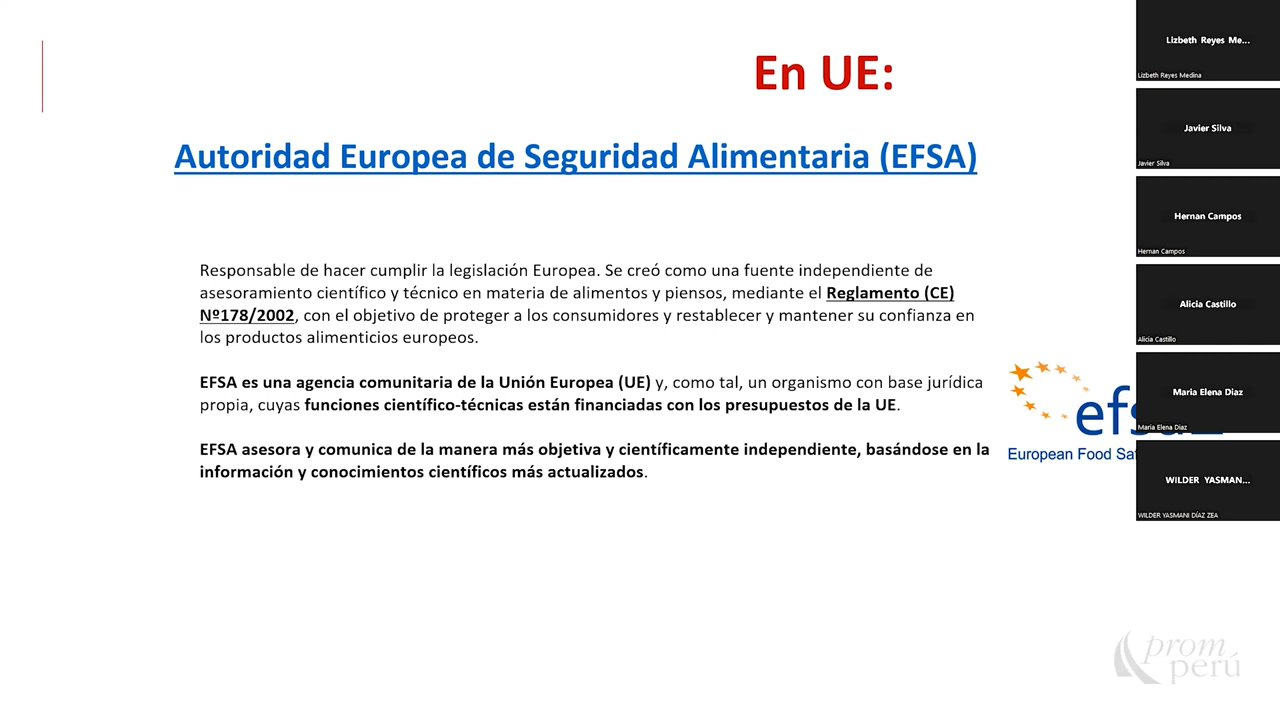 En UE:
Autoridad Europea de Seguridad Alimentaria (EFSA)
Responsable de hacer cumplir la legislación Europea. Se creó como una fuente independiente de
asesoramiento científico y técnico en materia de alimentos y piensos, mediante el Reglamento (CE)
Nº178/2002, con el objetivo de proteger a los consumidores y restablecer y mantener su confianza en
los productos alimenticios europeos.
EFSA es una agencia comunitaria de la Unión Europea (UE) y, como tal, un organismo con base jurídica
propia, cuyas funciones científico-técnicas están financiadas con los presupuestos de la UE.
EFSA asesora y comunica de la manera más objetiva y científicamente independiente, basándose en la
información y conocimientos científicos más actualizados.
European Food
Lizbeth Reyes Me...
Lizbeth Reyes Medina
Javier Silva
Javier Silva
Hernan Campos
Hernan Campos
Alicia Castillo
Alicia Castillo
Maria Elena Diaz
Maria Elena Diaz
WILDER YASMAN...
WILDER YASMANI DÍAZ ZEA
prom
perú